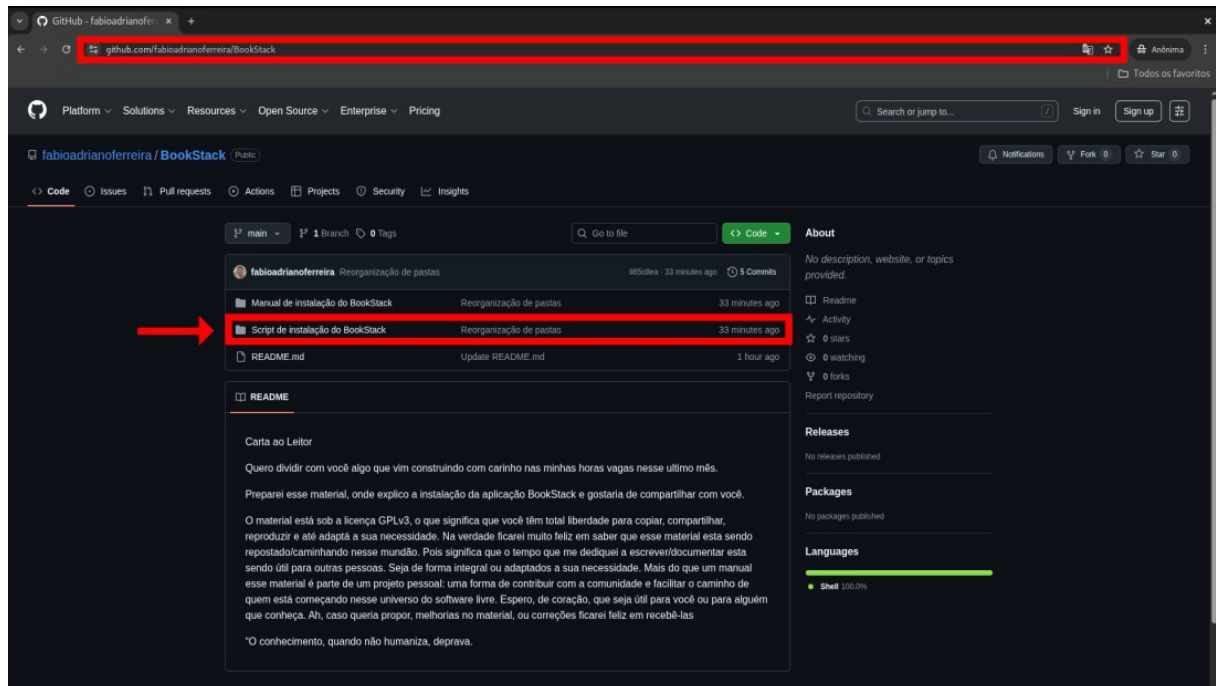 GitHub - fabioadrianofer
github.com/fabioadrianoferreira/BookStack
Anônima
Todos os favoritos
Platform
Solutions
Resources
Open Source
Enterprise
Pricing
Search or jump to...
Sign in
Sign up
fabioadrianoferreira / BookStack Public
Notifications
Fork 0
Star 0
Code
Issues
Pull requests
Actions
Projects
Security
Insights
main
1 Branch
0 Tags
Go to file
Code
fabioadrianoferreira Reorganização de pastas
33 minutes ago
5 Commits
Manual de instalação do BookStack Reorganização de pastas 33 minutes ago
Script de instalação do BookStack Reorganização de pastas 33 minutes ago
README.md Update README.md 1 hour ago
README
Carta ao Leitor
Quero dividir com você algo que vim construindo com carinho nas minhas horas vagas nesse ultimo mês.
Preparei esse material, onde explico a instalação da aplicação BookStack e gostaria de compartilhar com você.
O material está sob a licença GPLv3, o que significa que você têm total liberdade para copiar, compartilhar,
reproduzir e até adaptá a sua necessidade. Na verdade ficarei muito feliz em saber que esse material esta sendo
repostado/caminhando nesse mundão. Pois significa que o tempo que me dediquei a escrever/documentar esta
sendo útil para outras pessoas. Seja de forma integral ou adaptados a sua necessidade. Mais do que um manual
esse material é parte de um projeto pessoal: uma forma de contribuir com a comunidade e facilitar o caminho de
quem está começando nesse universo do software livre. Espero, de coração, que seja útil para você ou para alguém
que conheça. Ah, caso queria propor, melhorias no material, ou correções ficarei feliz em recebê-las
"O conhecimento, quando não humaniza, deprava.
About
No description, website, or topics
provided.
Readme
Activity
0 stars
0 watching
0 forks
Report repository
Releases
No releases published
Packages
No packages published
Languages
Shell 100.0%